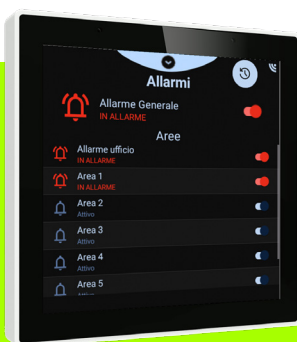 Allarmi
Allarme Generale
IN ALLARME
Aree
Allarme ufficio
IN ALLARME
Area 1
IN ALLARME
Area 2
Attivo
Area 3
Attivo
Area 4
Attivo
Area 5
Attivo